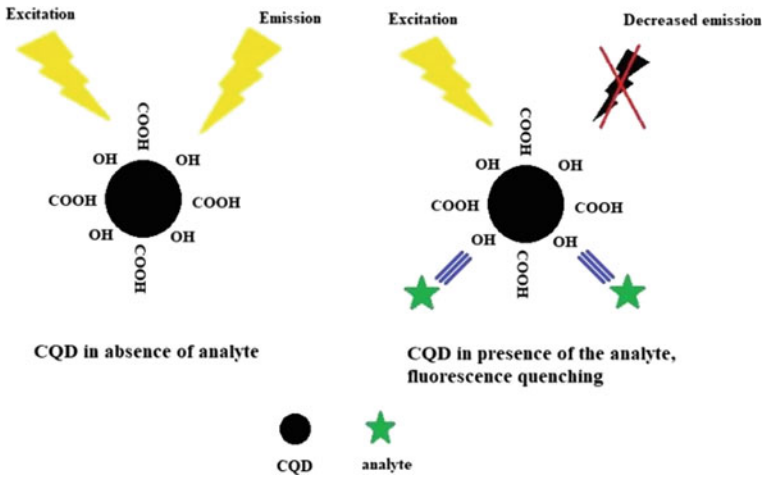 Excitation
Emission
COOH
OH
OH
COOH
COOH
OH
OH
COOH
CQD in absence of analyte
Excitation
Decreased emission
COOH
OH
OH
COOH
COOH
OH
OH
COOH
CQD in presence of the analyte,
fluorescence quenching
CQD
analyte